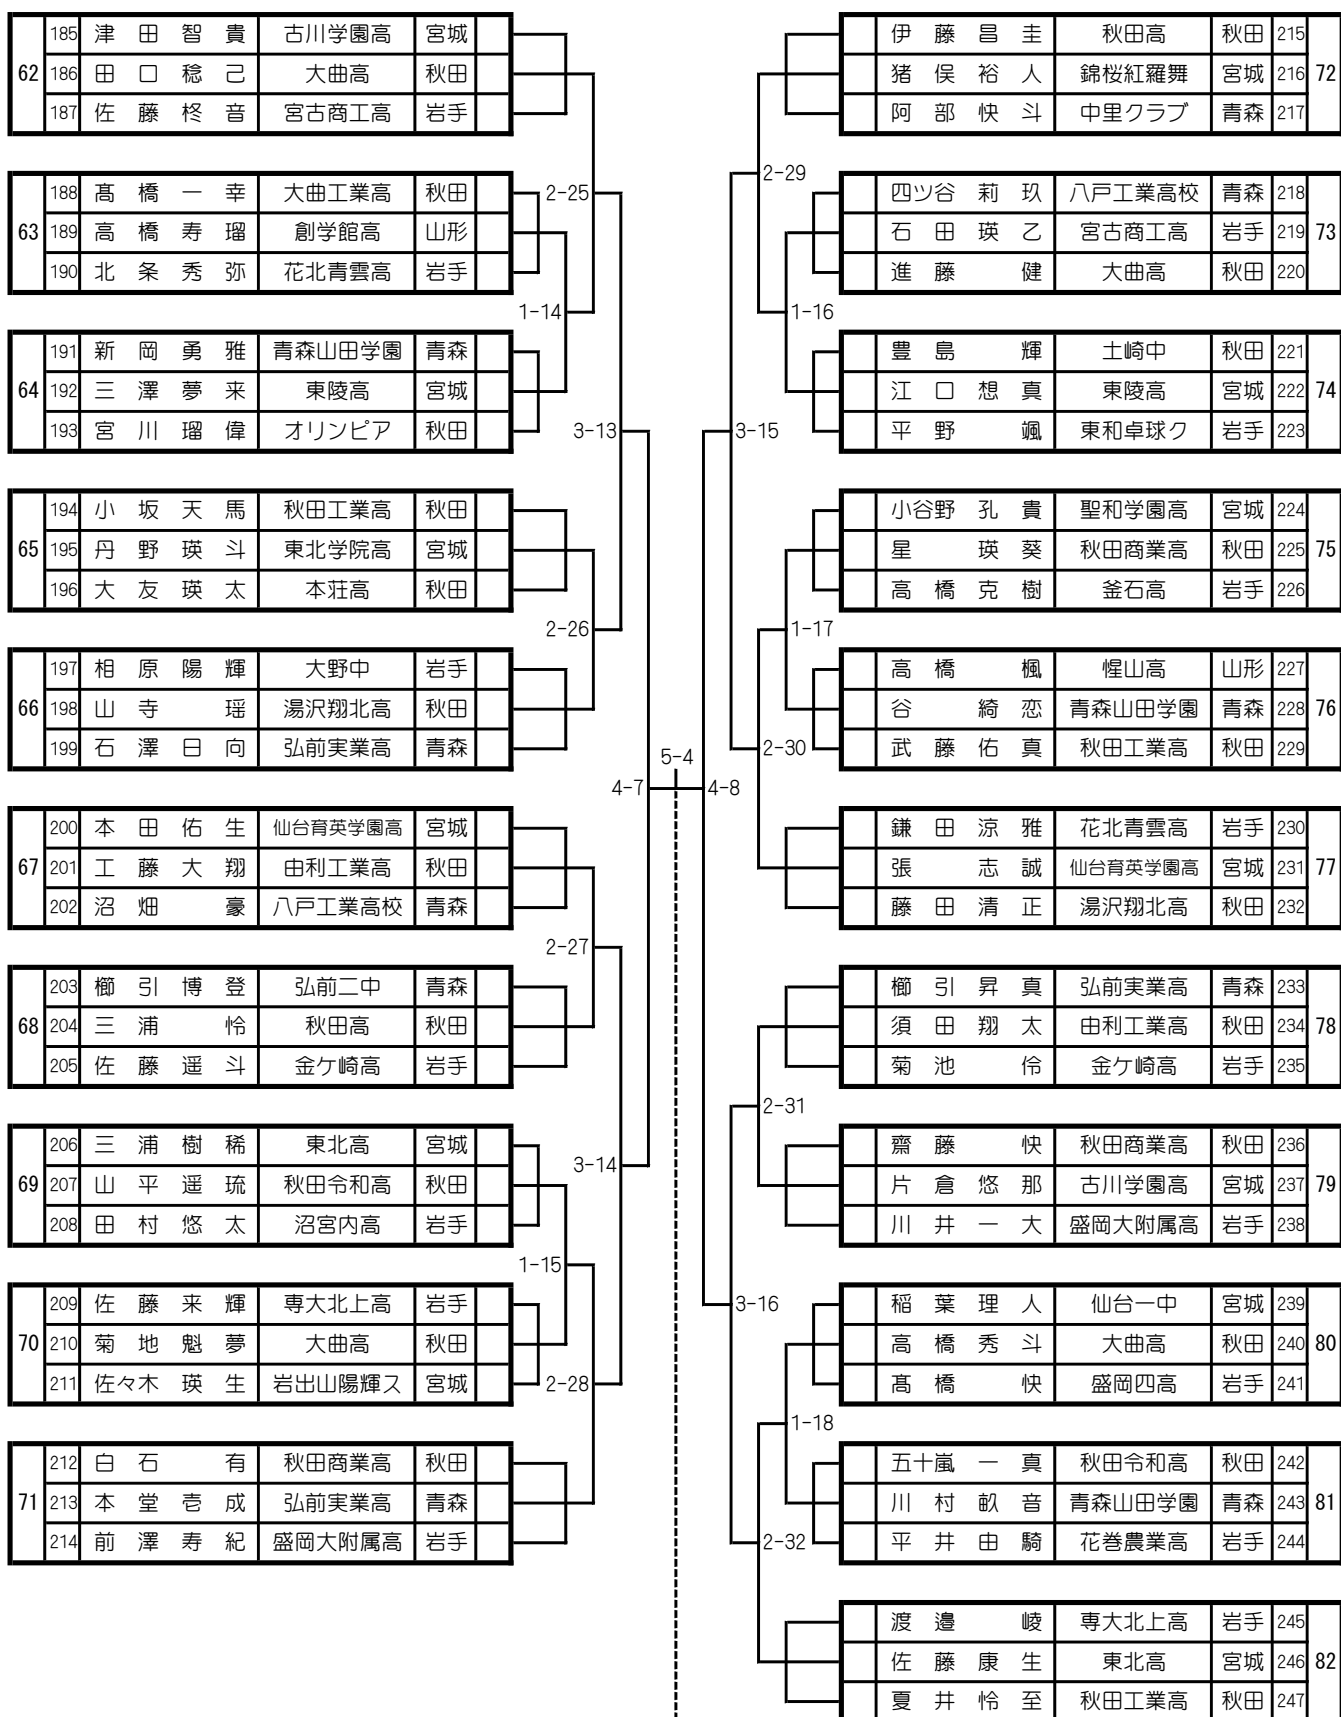 185 津田智貴 古川学園高 宮城
62 186 田口稔己 大曲高 秋田
187 佐藤柊音 宮古商工高 岩手
188 髙橋一幸 大曲工業高 秋田
2-25
63 189 高橋寿瑠 創学館高 山形
190 北条秀弥 花北青雲高 岩手
1-14
191 新岡勇雅 青森山田学園 青森
64 192 三澤夢来 東陵高 宮城
193 宮川瑠偉 オリンピア 秋田
3-13
194 小坂天馬 秋田工業高 秋田
65 195 丹野瑛斗 東北学院高 宮城
196 大友瑛太 本荘高 秋田
2-26
197 相原陽輝 大野中 岩手
66 198 山寺瑶 湯沢翔北高 秋田
199 石澤日向 弘前実業高 青森
4-7
200 本田佑生 仙台育英学園高 宮城
67 201 工藤大翔 由利工業高 秋田
202 沼畑豪 八戸工業高校 青森
2-27
203 櫛引博登 弘前二中 青森
68 204 三浦怜 秋田高 秋田
205 佐藤遥斗 金ケ崎高 岩手
206 三浦樹稀 東北高 宮城
3-14
69 207 山平遥琉 秋田令和高 秋田
208 田村悠太 沼宮内高 岩手
1-15
209 佐藤来輝 専大北上高 岩手
70 210 菊地魁夢 大曲高 秋田
211 佐々木瑛生 岩出山陽輝ス 宮城
2-28
212 白石有 秋田商業高 秋田
71 213 本堂壱成 弘前実業高 青森
214 前澤寿紀 盛岡大附属高 岩手
5-4
伊藤昌圭 秋田高 秋田 215
猪俣裕人 錦桜紅羅舞 宮城 216 72
阿部快斗 中里クラブ 青森 217
2-29
四ツ谷莉玖 八戸工業高校 青森 218
石田瑛乙 宮古商工高 岩手 219 73
進藤健 大曲高 秋田 220
1-16
豊島輝 土崎中 秋田 221
江口想真 東陵高 宮城 222 74
平野颯 東和卓球ク 岩手 223
3-15
小谷野孔貴 聖和学園高 宮城 224
星瑛葵 秋田商業高 秋田 225 75
高橋克樹 釜石高 岩手 226
1-17
高橋楓 惺山高 山形 227
谷綺恋 青森山田学園 青森 228 76
武藤佑真 秋田工業高 秋田 229
2-30
4-8
鎌田涼雅 花北青雲高 岩手 230
張志誠 仙台育英学園高 宮城 231 77
藤田清正 湯沢翔北高 秋田 232
櫛引昇真 弘前実業高 青森 233
須田翔太 由利工業高 秋田 234 78
菊池伶 金ケ崎高 岩手 235
2-31
齋藤快 秋田商業高 秋田 236
片倉悠那 古川学園高 宮城 237 79
川井一大 盛岡大附属高 岩手 238
3-16
稲葉理人 仙台一中 宮城 239
高橋秀斗 大曲高 秋田 240 80
髙橋快 盛岡四高 岩手 241
1-18
五十嵐一真 秋田令和高 秋田 242
川村畝音 青森山田学園 青森 243 81
平井由騎 花巻農業高 岩手 244
2-32
渡邉崚 専大北上高 岩手 245
佐藤康生 東北高 宮城 246 82
夏井怜至 秋田工業高 秋田 247